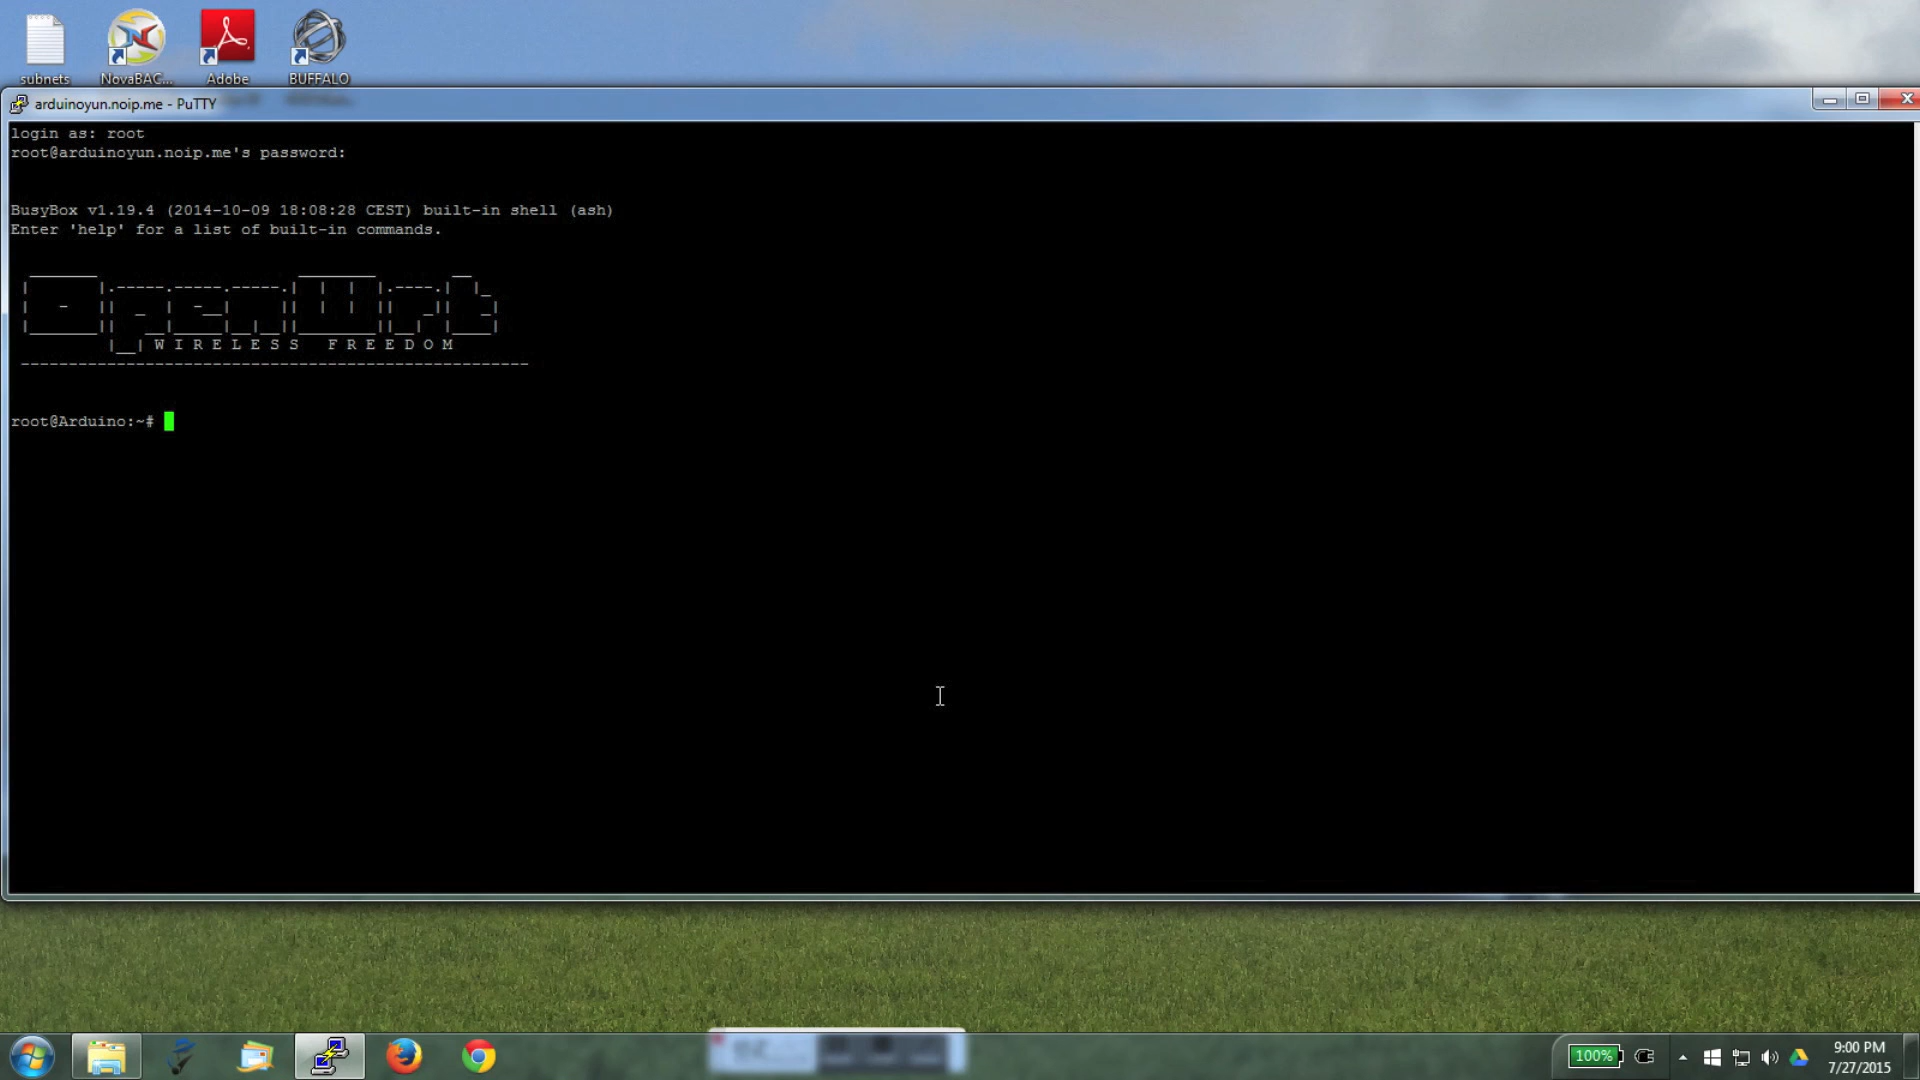 subnets
NovaBAC...
Adobe
BUFFALO
arduinoyun.noip.me - PuTTY
login as: root
root@arduinoyun.noip.me's password:
BusyBox v1.19.4 (2014-10-09 18:08:28 CEST) built-in shell (ash)
Enter 'help' for a list of built-in commands.
OpenWrt
W I R E L E S S   F R E E D O M
root@Arduino:~#
100%
9:00 PM
7/27/2015